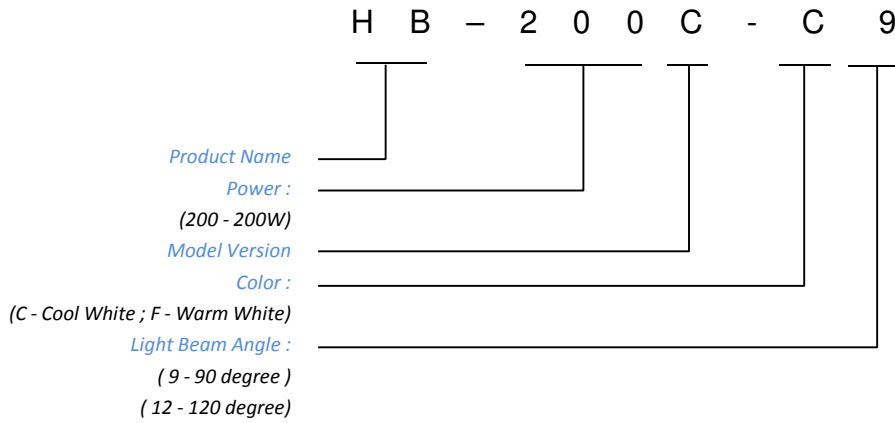 H B – 2 0 0 C - C 9
Product Name
Power :
(200 - 200W)
Model Version
Color :
(C - Cool White ; F - Warm White)
Light Beam Angle :
( 9 - 90 degree )
( 12 - 120 degree)